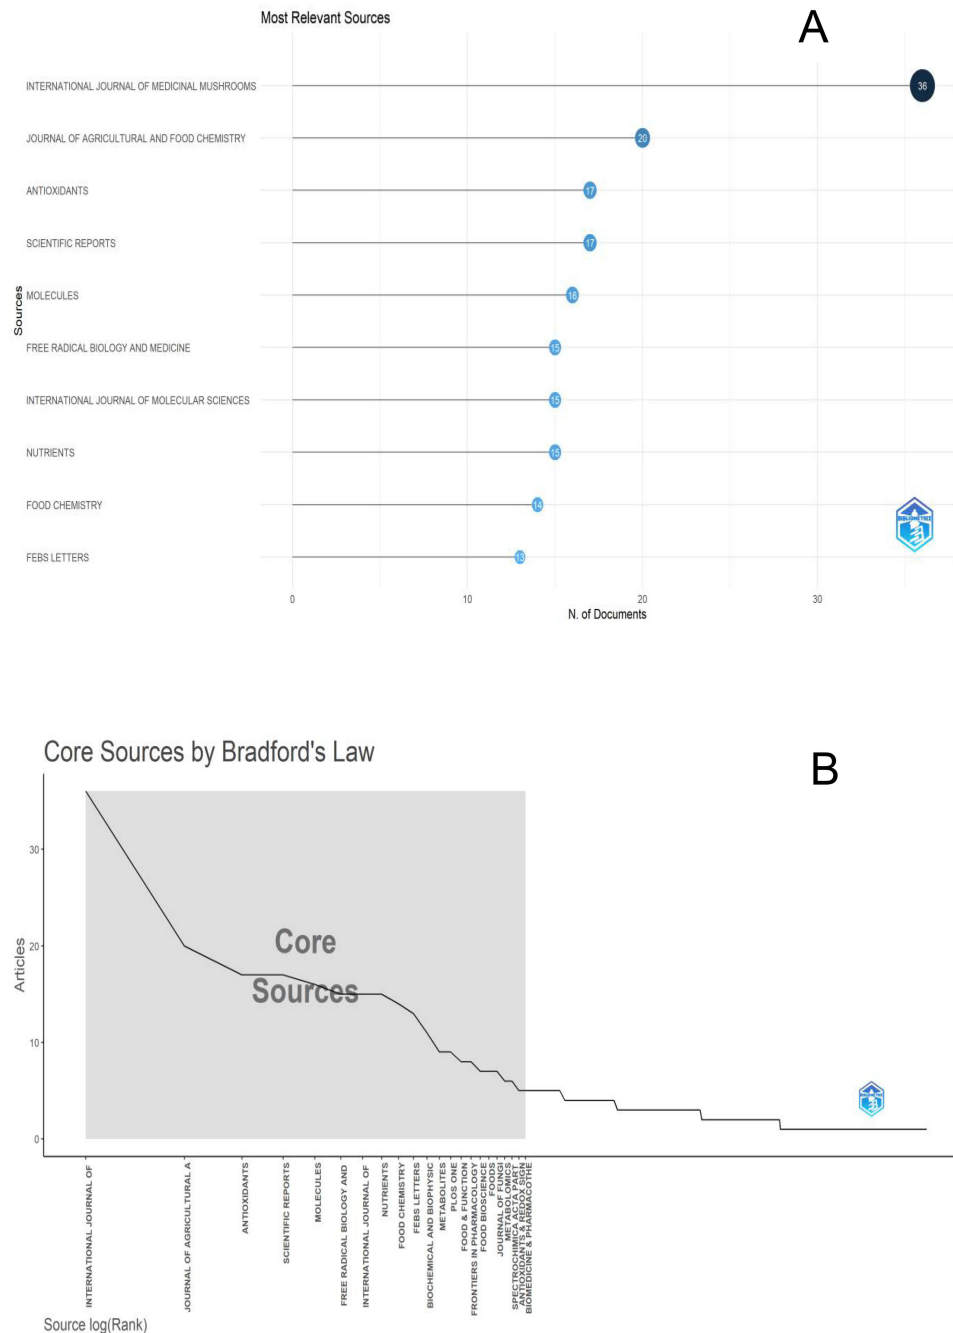 Most Relevant Sources
A
INTERNATIONAL JOURNAL OF MEDICINAL MUSHROOMS
36
JOURNAL OF AGRICULTURAL AND FOOD CHEMISTRY
20
ANTIOXIDANTS
17
SCIENTIFIC REPORTS
17
MOLECULES
16
FREE RADICAL BIOLOGY AND MEDICINE
15
INTERNATIONAL JOURNAL OF MOLECULAR SCIENCES
15
NUTRIENTS
15
FOOD CHEMISTRY
14
FEBS LETTERS
13
Sources
BIBLIOMETRIX
0 10 20 30
N. of Documents
Core Sources by Bradford's Law
B
Articles
30
20
10
0
Core
Sources
BIBLIOMETRIX
INTERNATIONAL JOURNAL OF
JOURNAL OF AGRICULTURAL A
ANTIOXIDANTS
SCIENTIFIC REPORTS
MOLECULES
FREE RADICAL BIOLOGY AND
INTERNATIONAL JOURNAL OF
NUTRIENTS
FOOD CHEMISTRY
FEBS LETTERS
BIOCHEMICAL AND BIOPHYSIC
METABOLITES
PLOS ONE
FOOD & FUNCTION
FRONTIERS IN PHARMACOLOGY
FOOD BIOSCIENCE
FOODS
JOURNAL OF FUNGI
METABOLOMICS
SPECTROCHIMICA ACTA PART
ANTIOXIDANTS & REDOX SIGN
BIOMEDICINE & PHARMACOTHE
Source log(Rank)